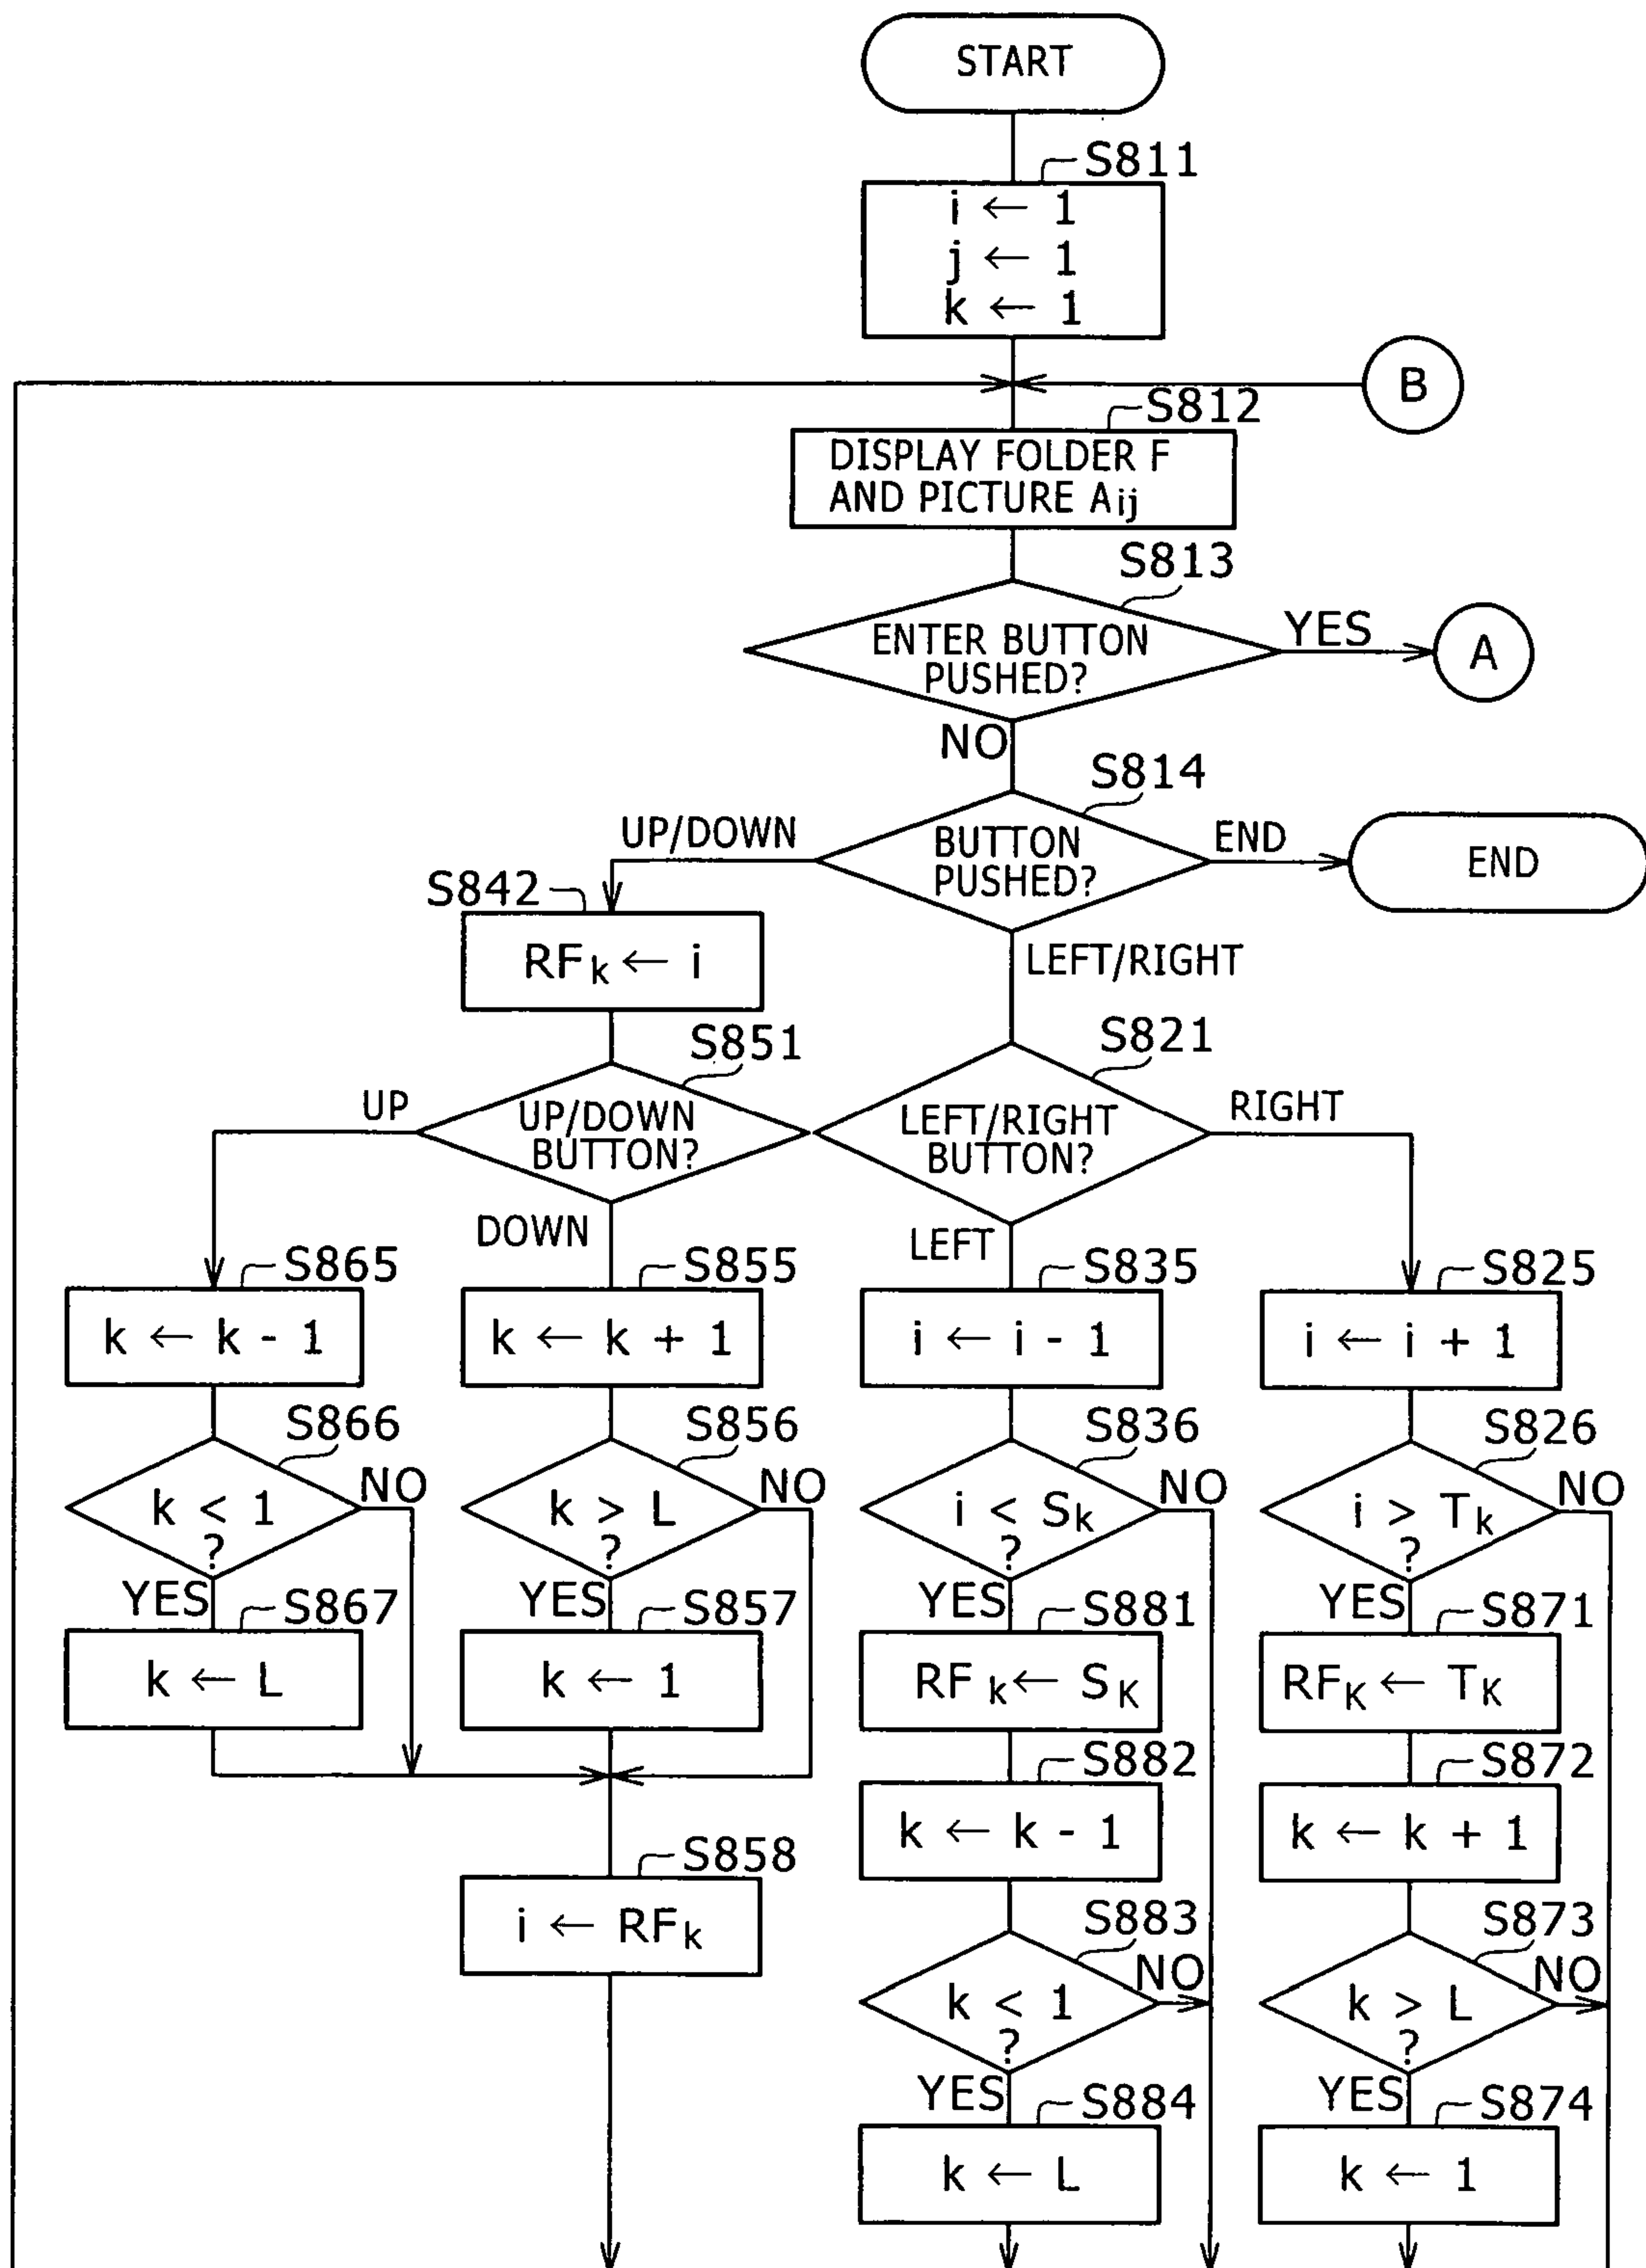 START
S811
i ← 1
j ← 1
k ← 1
B
S812
DISPLAY FOLDER F
AND PICTURE Aij
S813
ENTER BUTTON
PUSHED?
YES
A
NO
S814
BUTTON
PUSHED?
UP/DOWN
END
END
S842
RFk ← i
LEFT/RIGHT
S851
UP/DOWN
BUTTON?
UP
S821
LEFT/RIGHT
BUTTON?
RIGHT
DOWN
LEFT
S865
k ← k - 1
S855
k ← k + 1
S835
i ← i - 1
S825
i ← i + 1
S866
k < 1
?
NO
YES
S856
k > L
?
NO
YES
S836
i < Sk
?
NO
YES
S826
i > Tk
?
NO
YES
S867
k ← L
S857
k ← 1
S881
RF k ← SK
S871
RFK ← TK
S882
k ← k - 1
S872
k ← k + 1
S858
i ← RFk
S883
k < 1
?
NO
YES
S873
k > L
?
NO
YES
S884
k ← L
S874
k ← 1